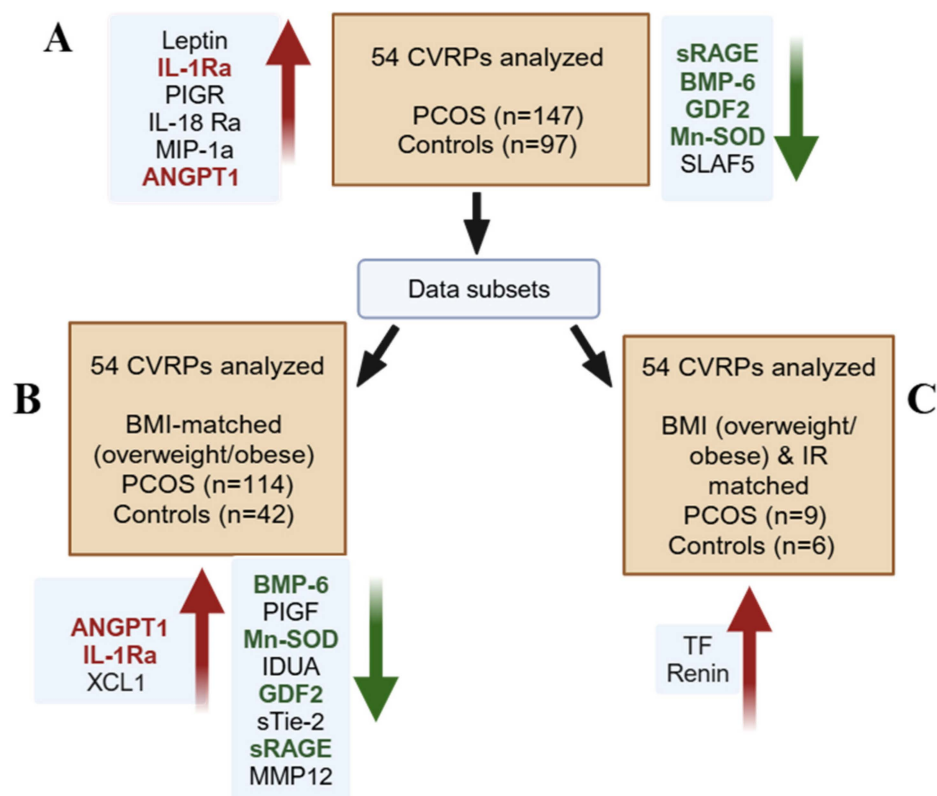 A
Leptin
IL-1Ra
PIGR
IL-18 Ra
MIP-1a
ANGPT1
54 CVRPs analyzed
PCOS (n=147)
Controls (n=97)
sRAGE
BMP-6
GDF2
Mn-SOD
SLAF5
Data subsets
B
54 CVRPs analyzed
BMI-matched
(overweight/obese)
PCOS (n=114)
Controls (n=42)
ANGPT1
IL-1Ra
XCL1
BMP-6
PIGF
Mn-SOD
IDUA
GDF2
sTie-2
sRAGE
MMP12
C
54 CVRPs analyzed
BMI (overweight/
obese) & IR
matched
PCOS (n=9)
Controls (n=6)
TF
Renin